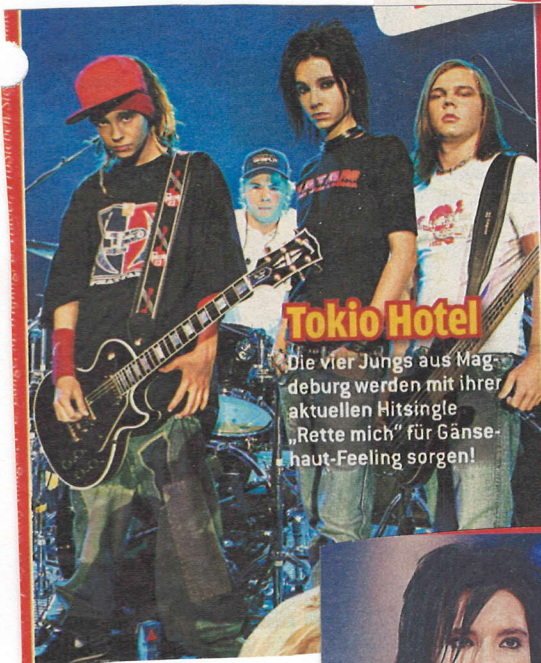 Tokio Hotel
Die vier Jungs aus Mag-
deburg werden mit ihrer
aktuellen Hitsingle
„Rette mich“ für Gänse-
haut-Feeling sorgen!